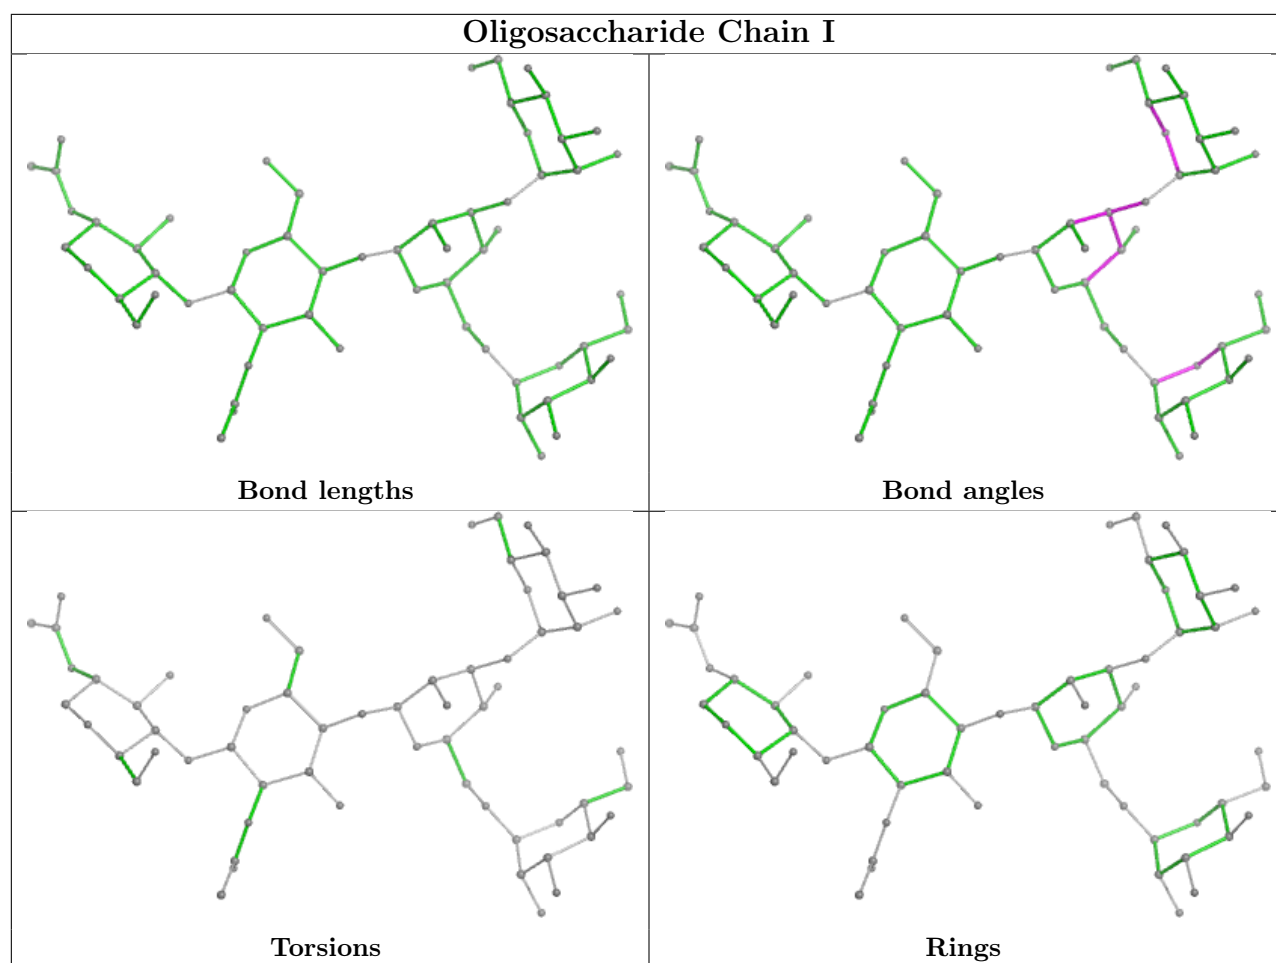 Oligosaccharide Chain I
Bond lengths
Bond angles
Torsions
Rings